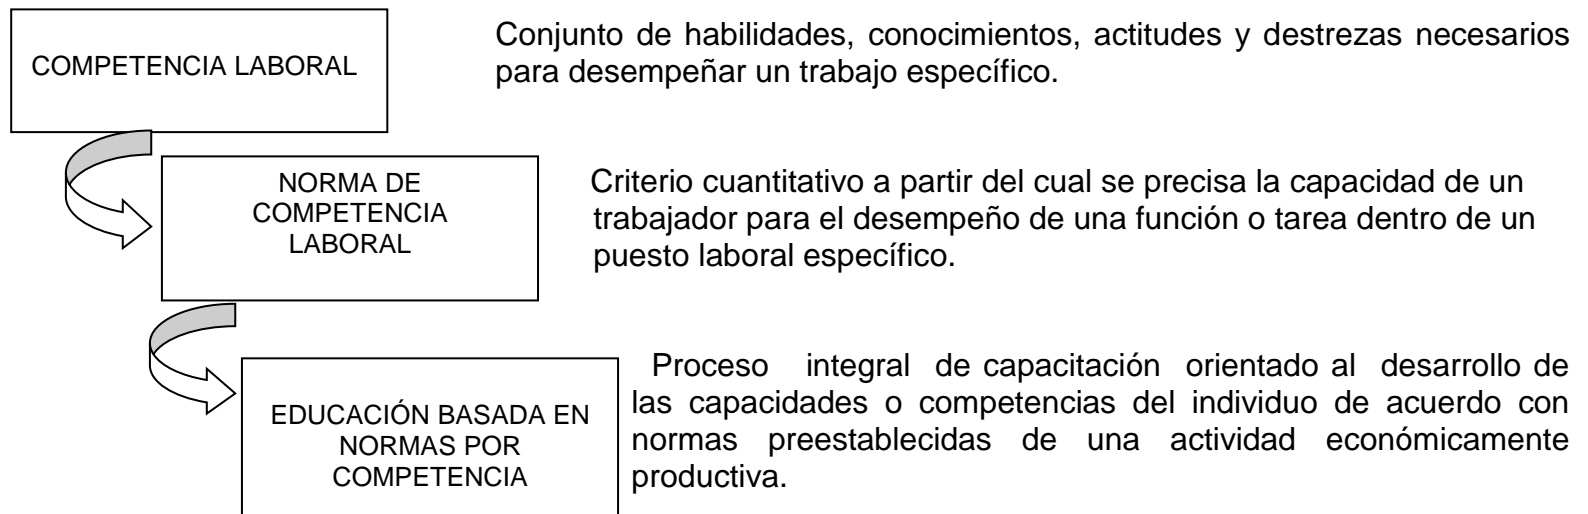 COMPETENCIA LABORAL
Conjunto de habilidades, conocimientos, actitudes y destrezas necesarios
para desempeñar un trabajo específico.
NORMA DE
COMPETENCIA
LABORAL
Criterio cuantitativo a partir del cual se precisa la capacidad de un
trabajador para el desempeño de una función o tarea dentro de un
puesto laboral específico.
EDUCACIÓN BASADA EN
NORMAS POR
COMPETENCIA
Proceso integral de capacitación orientado al desarrollo de
las capacidades o competencias del individuo de acuerdo con
normas preestablecidas de una actividad económicamente
productiva.